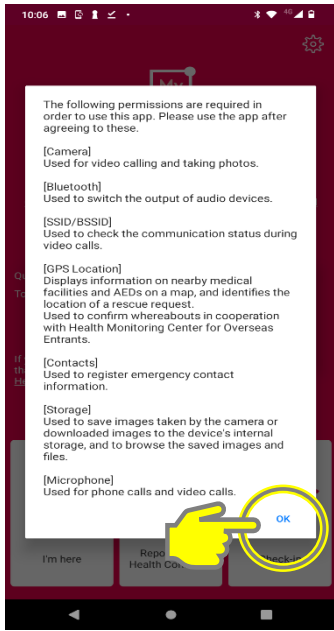 10:06
4G
My
The following permissions are required in
order to use this app. Please use the app after
agreeing to these.
[Camera]
Used for video calling and taking photos.
[Bluetooth]
Used to switch the output of audio devices.
[SSID/BSSID]
Used to check the communication status during
video calls.
[GPS Location]
Displays information on nearby medical
facilities and AEDs on a map, and identifies the
location of a rescue request.
Used to confirm whereabouts in cooperation
with Health Monitoring Center for Overseas
Entrants.
[Contacts]
Used to register emergency contact
information.
[Storage]
Used to save images taken by the camera or
downloaded images to the device's internal
storage, and to browse the saved images and
files.
[Microphone]
Used for phone calls and video calls.
OK
I'm here